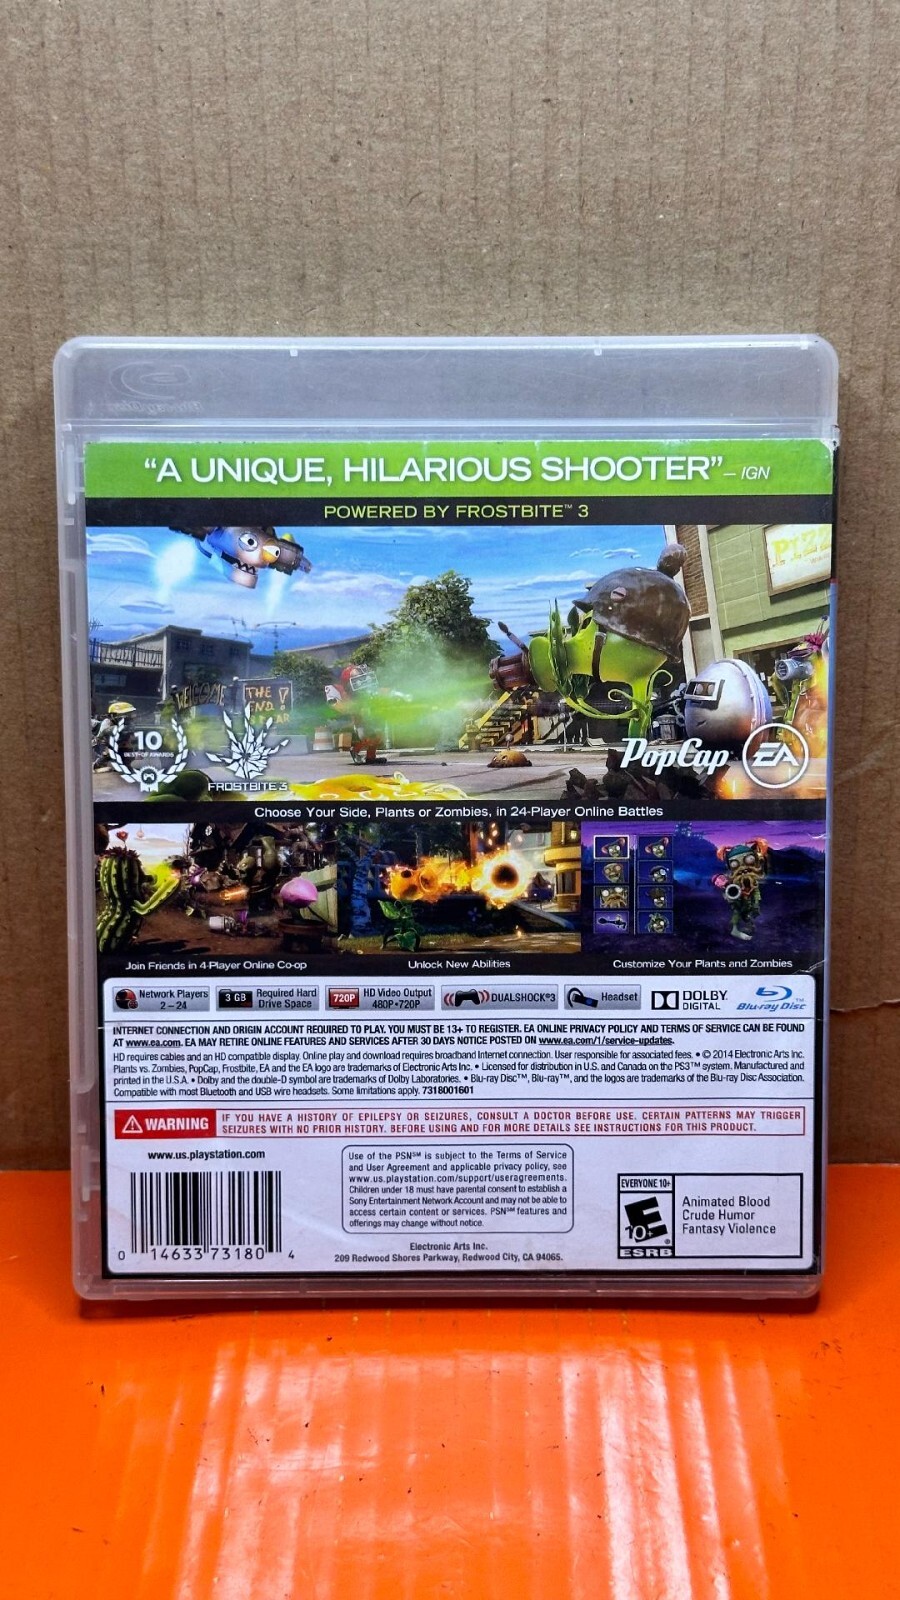 "A UNIQUE, HILARIOUS SHOOTER" – IGN
POWERED BY FROSTBITE™ 3
PIZZ
WELCOME
THE
END!
10
BEST OF AWARDS
FROSTBITE 3
PopCap
EA
Choose Your Side, Plants or Zombies, in 24-Player Online Battles
Join Friends in 4-Player Online Co-op
Unlock New Abilities
Customize Your Plants and Zombies
Network Players
2 – 24
3 GB
Required Hard
Drive Space
720P
HD Video Output
480P•720P
DUALSHOCK®3
Headset
DOLBY
DIGITAL
Blu-ray Disc™
INTERNET CONNECTION AND ORIGIN ACCOUNT REQUIRED TO PLAY. YOU MUST BE 13+ TO REGISTER. EA ONLINE PRIVACY POLICY AND TERMS OF SERVICE CAN BE FOUND
AT www.ea.com. EA MAY RETIRE ONLINE FEATURES AND SERVICES AFTER 30 DAYS NOTICE POSTED ON www.ea.com/1/service-updates.
HD requires cables and an HD compatible display. Online play and download requires broadband Internet connection. User responsible for associated fees. • © 2014 Electronic Arts Inc.
Plants vs. Zombies, PopCap, Frostbite, EA and the EA logo are trademarks of Electronic Arts Inc. • Licensed for distribution in U.S. and Canada on the PS3™ system. Manufactured and
printed in the U.S.A. • Dolby and the double-D symbol are trademarks of Dolby Laboratories. • Blu-ray Disc™, Blu-ray™, and the logos are trademarks of the Blu-ray Disc Association.
Compatible with most Bluetooth and USB wire headsets. Some limitations apply. 7318001601
WARNING
IF YOU HAVE A HISTORY OF EPILEPSY OR SEIZURES, CONSULT A DOCTOR BEFORE USE. CERTAIN PATTERNS MAY TRIGGER
SEIZURES WITH NO PRIOR HISTORY. BEFORE USING AND FOR MORE DETAILS SEE INSTRUCTIONS FOR THIS PRODUCT.
www.us.playstation.com
0 14633 73180 4
Use of the PSN℠ is subject to the Terms of Service
and User Agreement and applicable privacy policy, see
www.us.playstation.com/support/useragreements.
Children under 18 must have parental consent to establish a
Sony Entertainment Network Account and may not be able to
access certain content or services. PSN℠ features and
offerings may change without notice.
Electronic Arts Inc.
209 Redwood Shores Parkway, Redwood City, CA 94065.
EVERYONE 10+
E
10+
ESRB
Animated Blood
Crude Humor
Fantasy Violence